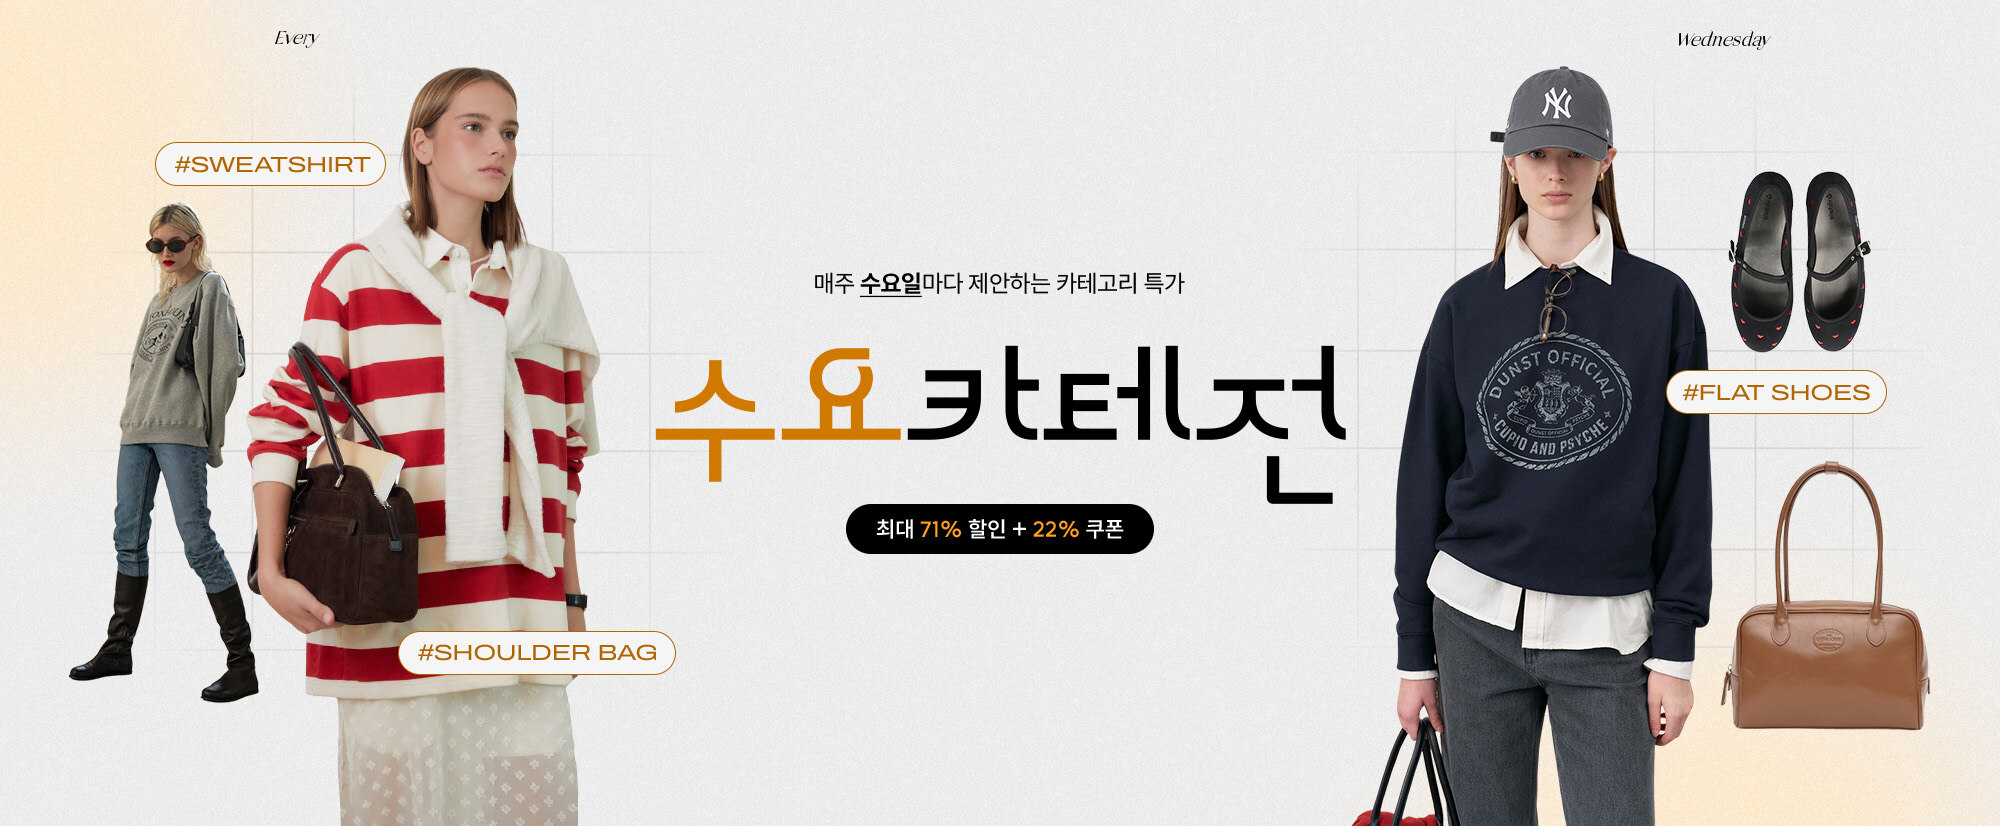 Every
Wednesday
#SWEATSHIRT
매주 수요일마다 제안하는 카테고리 특가
수요카테전
최대 71% 할인 + 22% 쿠폰
#SHOULDER BAG
NY
DUNST OFFICIAL
CUPID AND PSYCHE
#FLAT SHOES